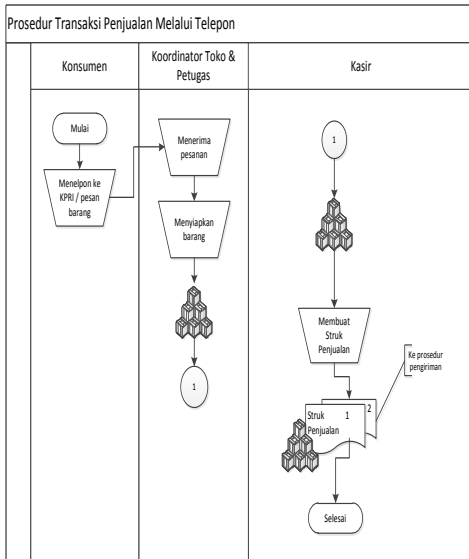 Prosedur Transaksi Penjualan Melalui Telepon
Konsumen
Koordinator Toko &
Petugas
Kasir
Mulai
Menelpon ke
KPRI / pesan
barang
Menerima
pesanan
Menyiapkan
barang
1
1
Membuat
Struk
Penjualan
Ke prosedur
pengiriman
2
Struk 1
Penjualan
Selesai